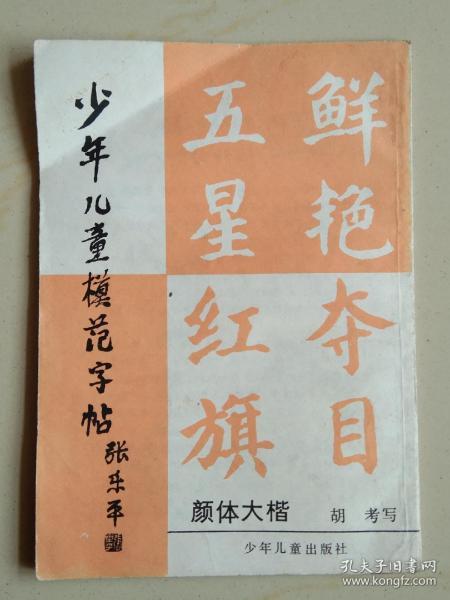 鲜艳夺目
五星红旗
少年儿童模范字帖
张乐平
颜体大楷
胡考写
少年儿童出版社
孔夫子旧书网
www.kongfz.com